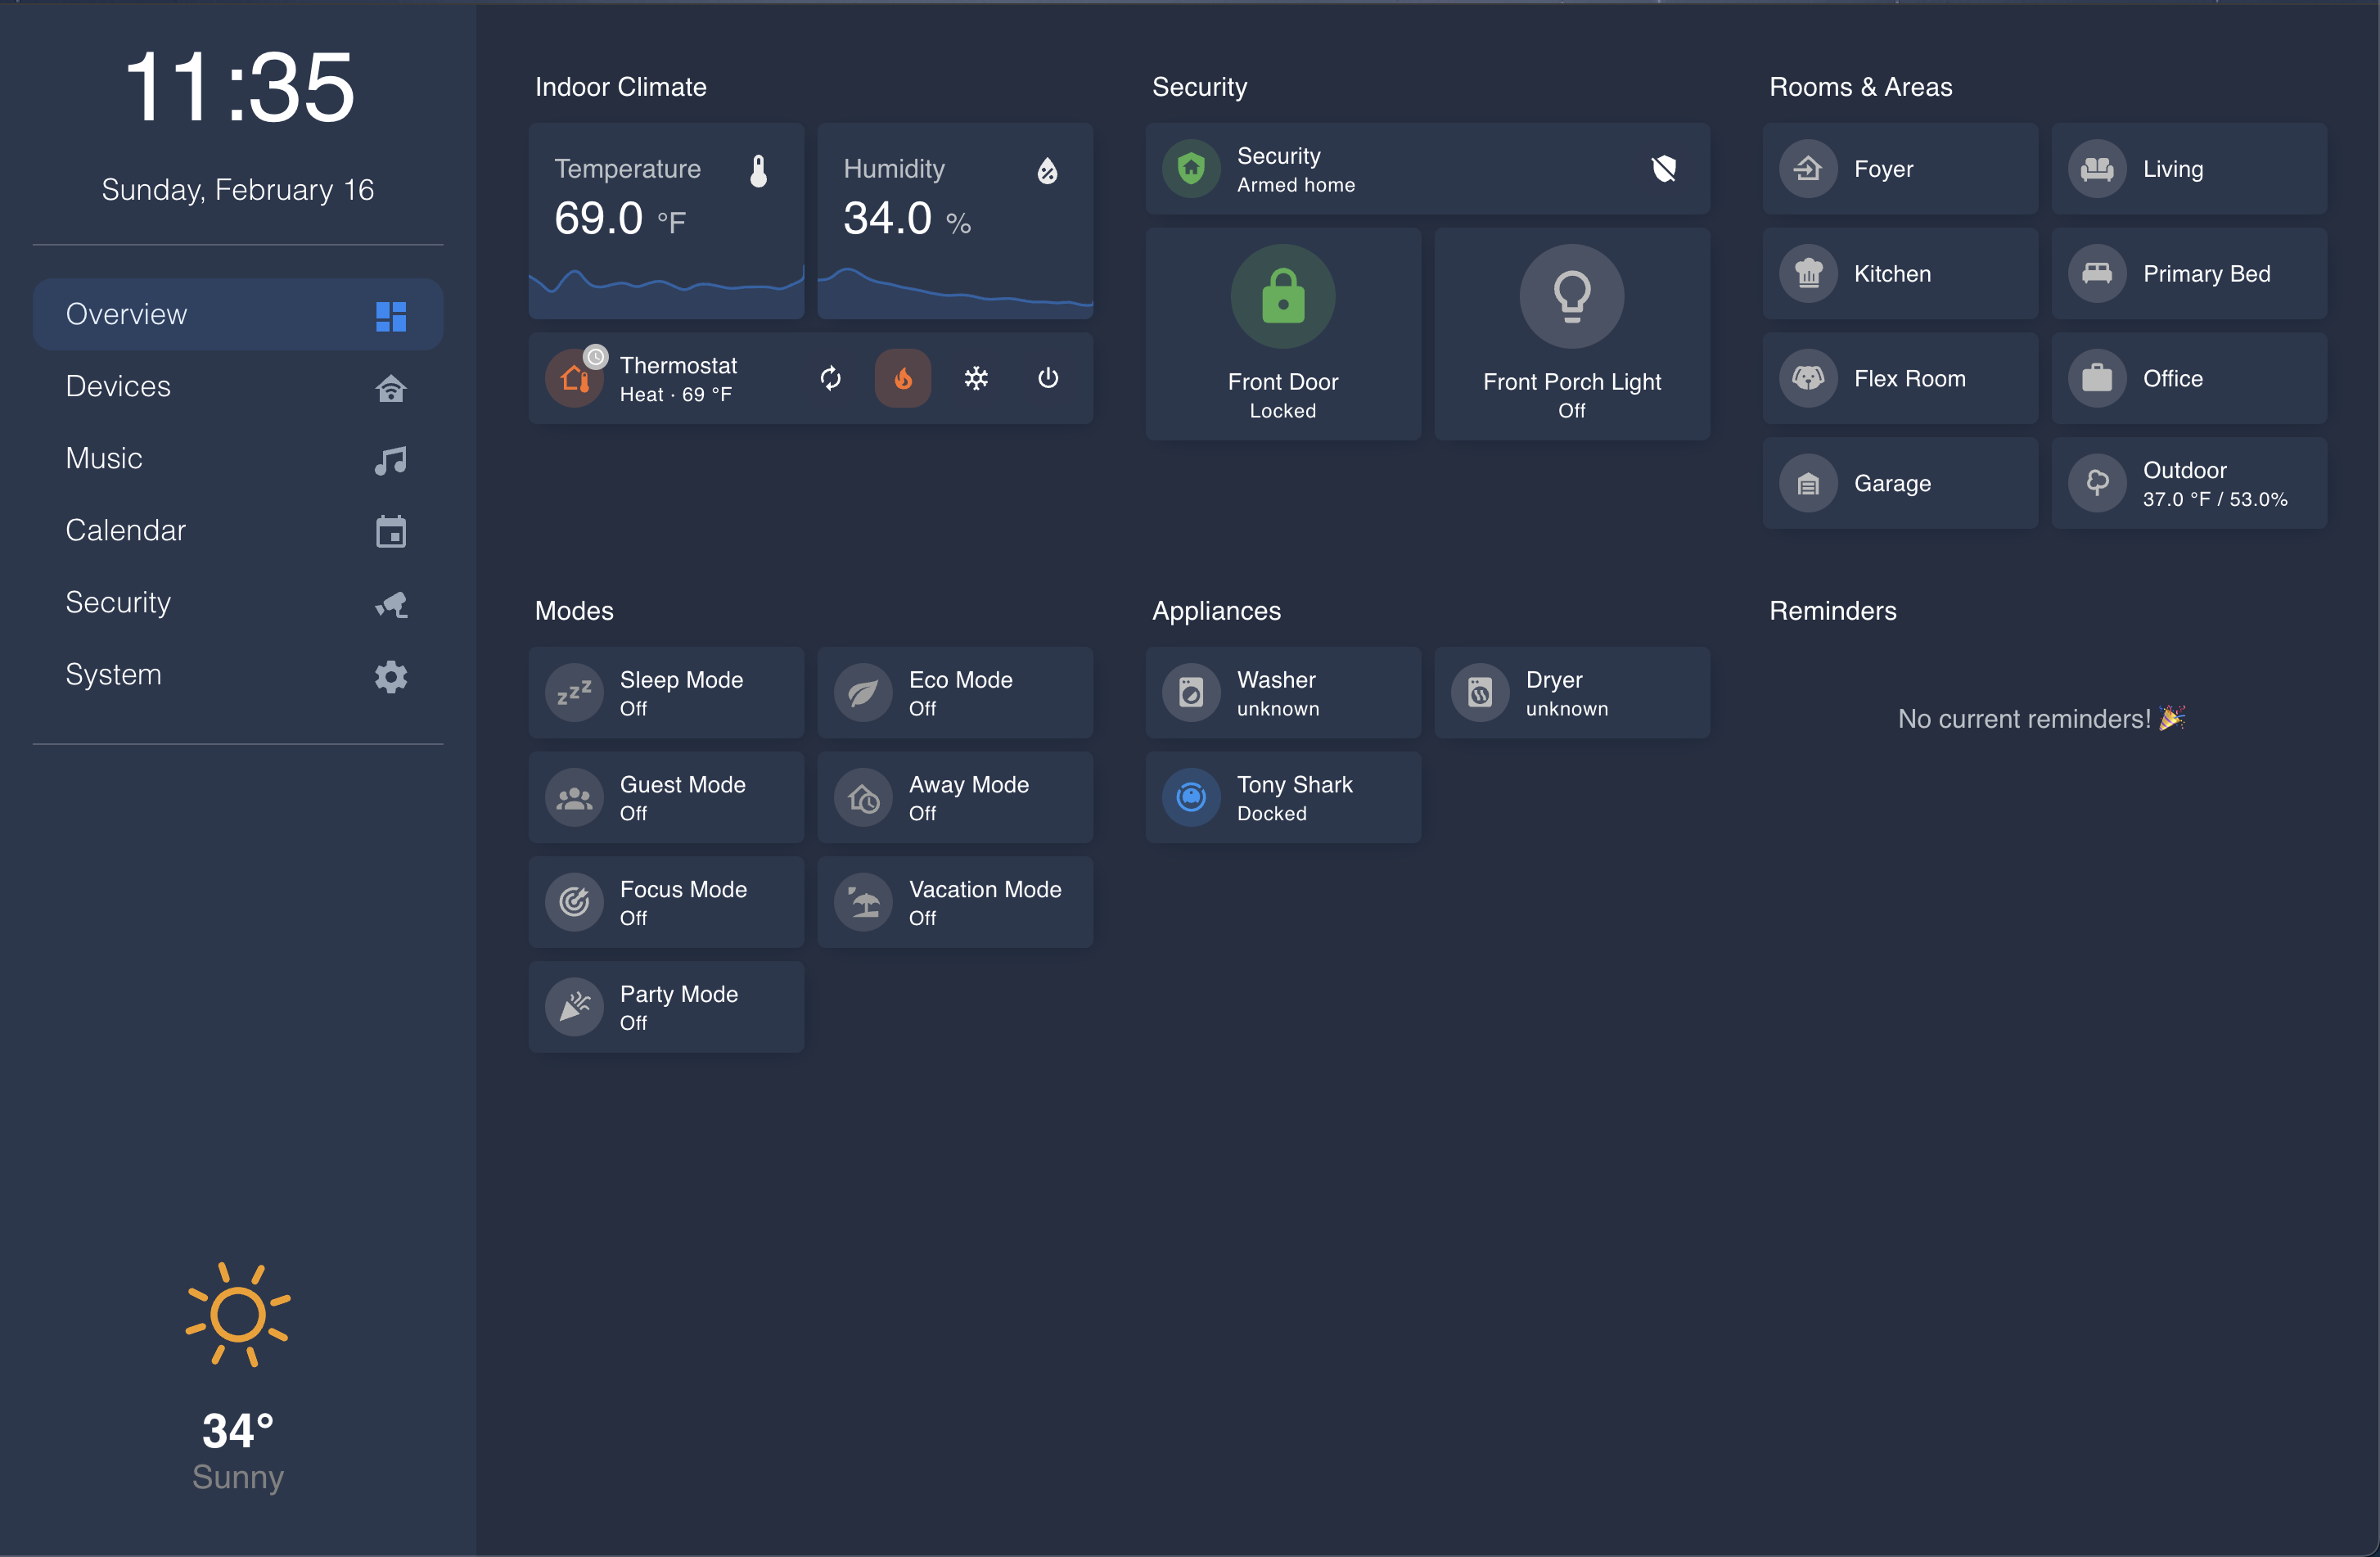 11:35
Sunday, February 16
Overview
Devices
Music
Calendar
Security
System
34°
Sunny
Indoor Climate
Temperature
69.0 °F
Humidity
34.0 %
Thermostat
Heat · 69 °F
Security
Security
Armed home
Front Door
Locked
Front Porch Light
Off
Rooms & Areas
Foyer
Living
Kitchen
Primary Bed
Flex Room
Office
Garage
Outdoor
37.0 °F / 53.0%
Modes
zzz
Sleep Mode
Off
Eco Mode
Off
Guest Mode
Off
Away Mode
Off
Focus Mode
Off
Vacation Mode
Off
Party Mode
Off
Appliances
Washer
unknown
Dryer
unknown
Tony Shark
Docked
Reminders
No current reminders! 🎉